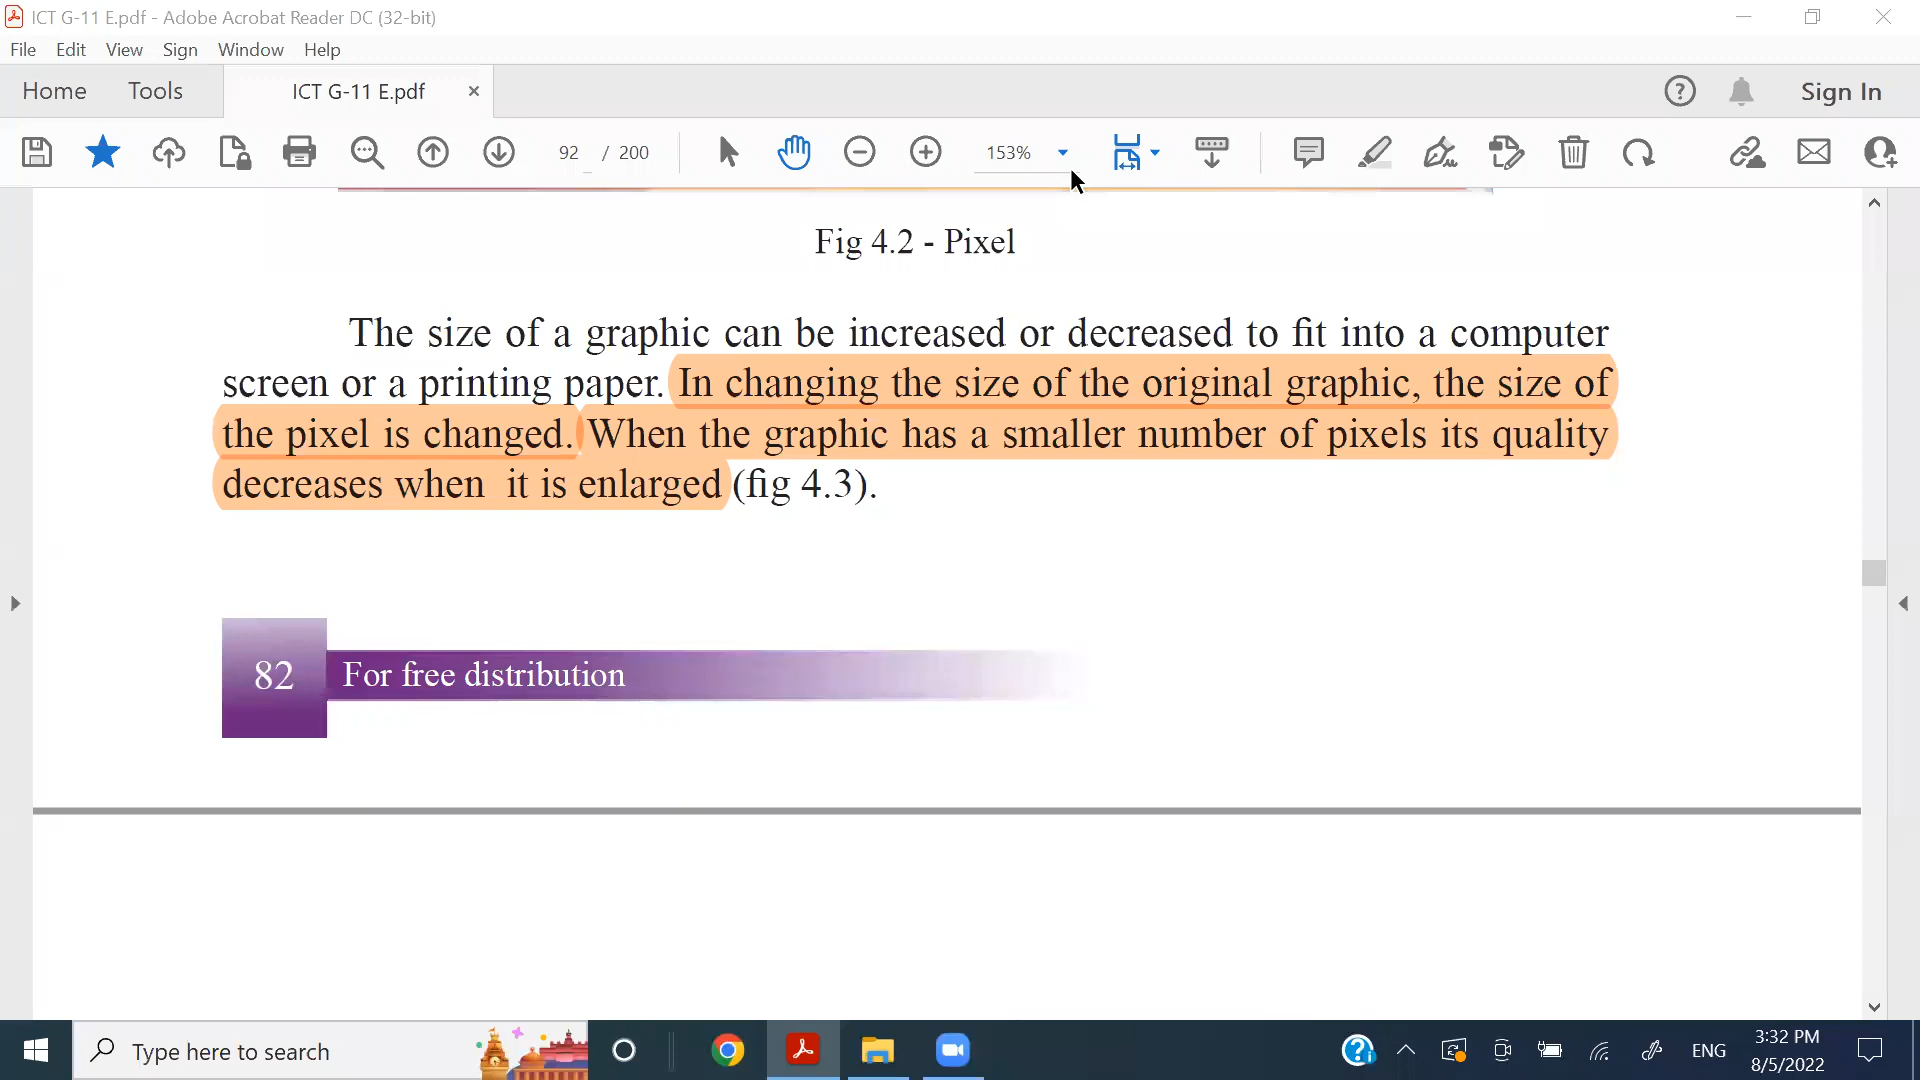 ICT G-11 E.pdf - Adobe Acrobat Reader DC (32-bit)
File Edit View Sign Window Help
Home Tools ICT G-11 E.pdf Sign In
92 / 200 153%
Fig 4.2 - Pixel
The size of a graphic can be increased or decreased to fit into a computer
screen or a printing paper. In changing the size of the original graphic, the size of
the pixel is changed. When the graphic has a smaller number of pixels its quality
decreases when it is enlarged (fig 4.3).
82 For free distribution
Type here to search
ENG
3:32 PM
8/5/2022